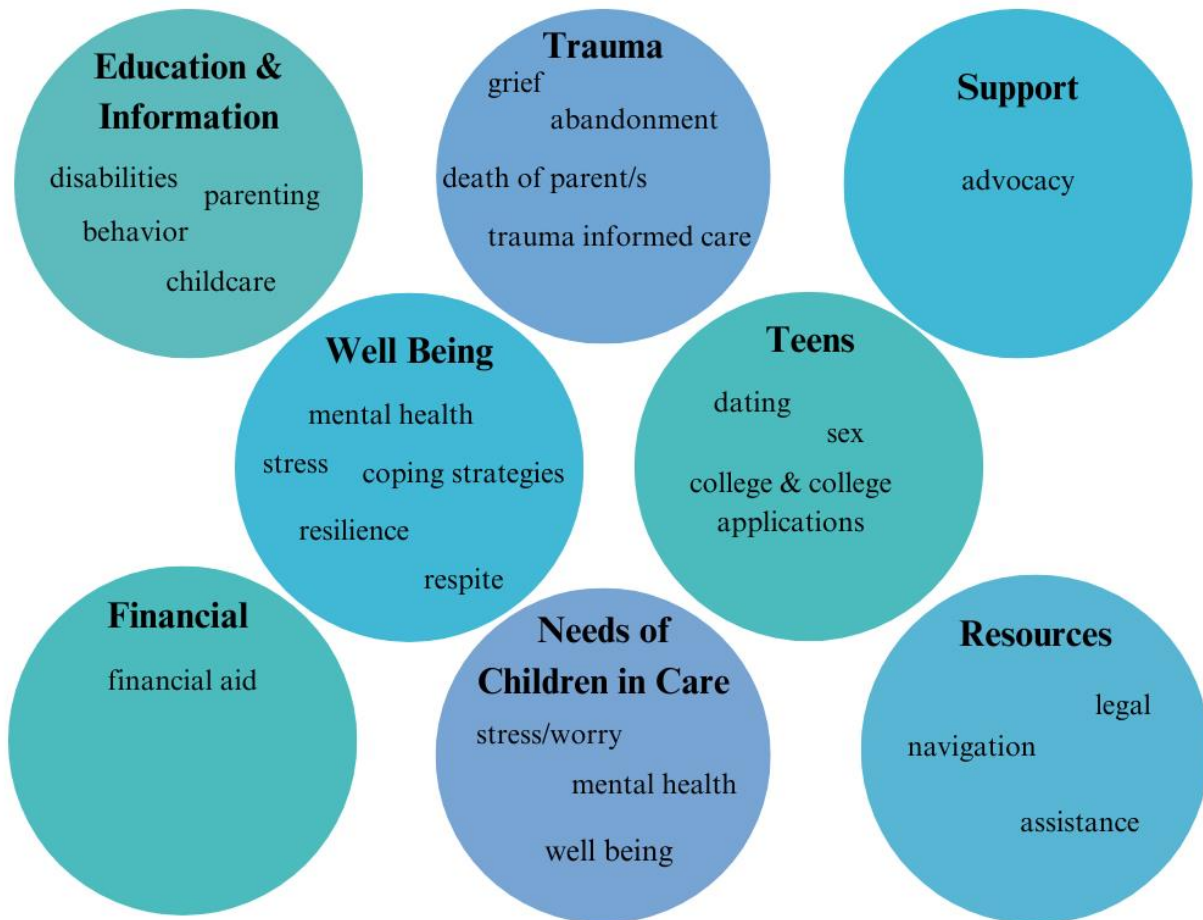 Education &
Information
disabilities
parenting
behavior
childcare
Trauma
grief
abandonment
death of parent/s
trauma informed care
Support
advocacy
Well Being
mental health
stress
coping strategies
resilience
respite
Teens
dating
sex
college & college
applications
Financial
financial aid
Needs of
Children in Care
stress/worry
mental health
well being
Resources
legal
navigation
assistance